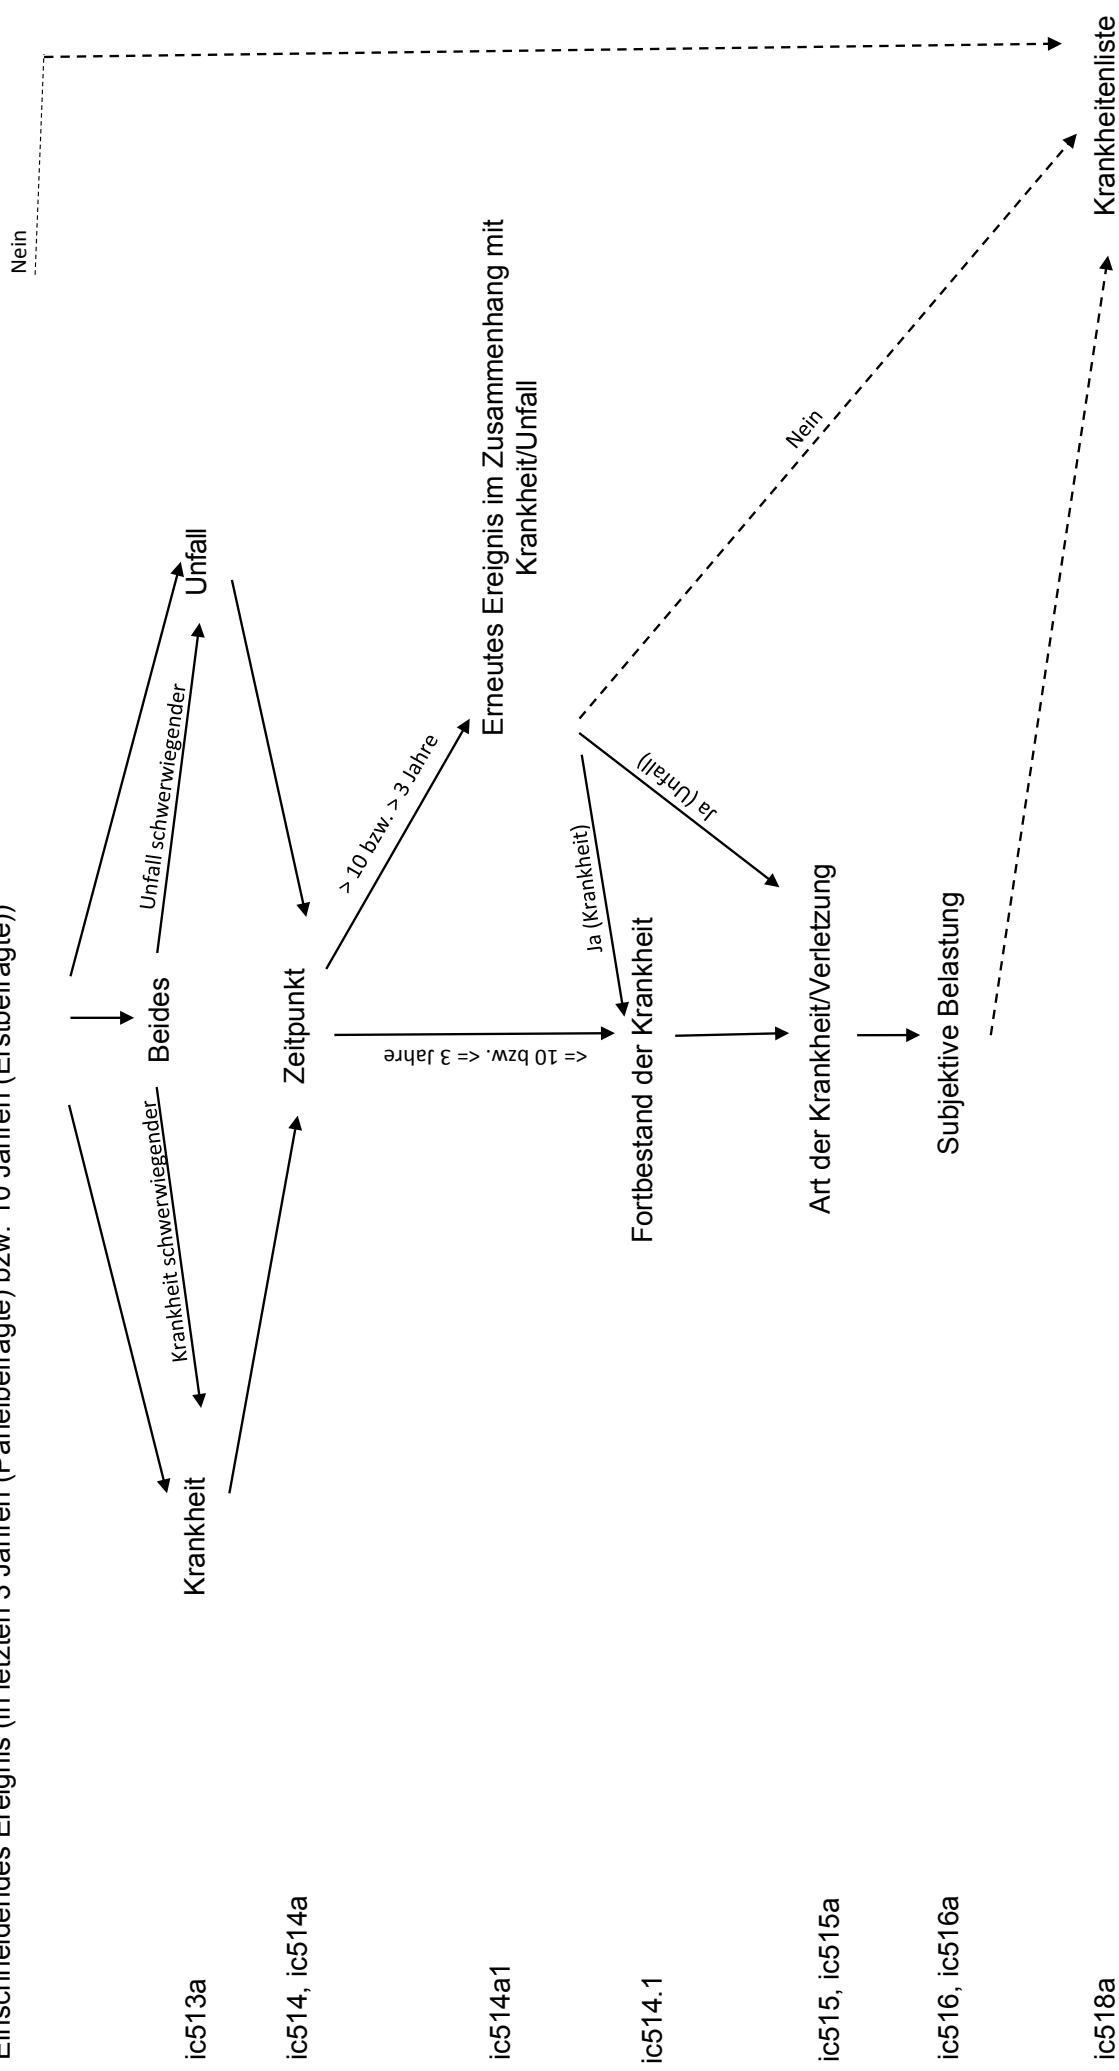 Einschneidendes Ereignis (in letzten 3 Jahren (Panelbefragte) bzw. 10 Jahren (Erstbefragte))
Nein
Beides
Krankheit schwerwiegender
Unfall schwerwiegender
ic513a
Krankheit
Unfall
ic514, ic514a
Zeitpunkt
<= 10 bzw. <= 3 Jahre
> 10 bzw. > 3 Jahre
ic514a1
Erneutes Ereignis im Zusammenhang mit
Krankheit/Unfall
Ja (Krankheit)
Ja (Unfall)
Nein
ic514.1
Fortbestand der Krankheit
ic515, ic515a
Art der Krankheit/Verletzung
ic516, ic516a
Subjektive Belastung
ic518a
Krankheitenliste